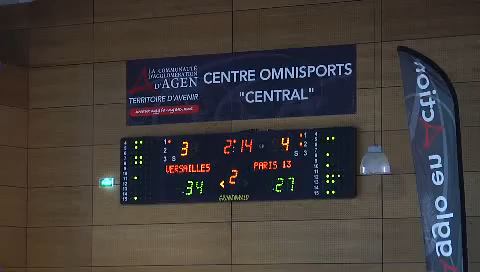 LA COMMUNAUTÉ
D'AGGLOMÉRATION
D'AGEN
TERRITOIRE D'AVENIR
CENTRE OMNISPORTS
"CENTRAL"
3 2:14 4
VERSAILLES PARIS 13
34 2 27
agglo en Action